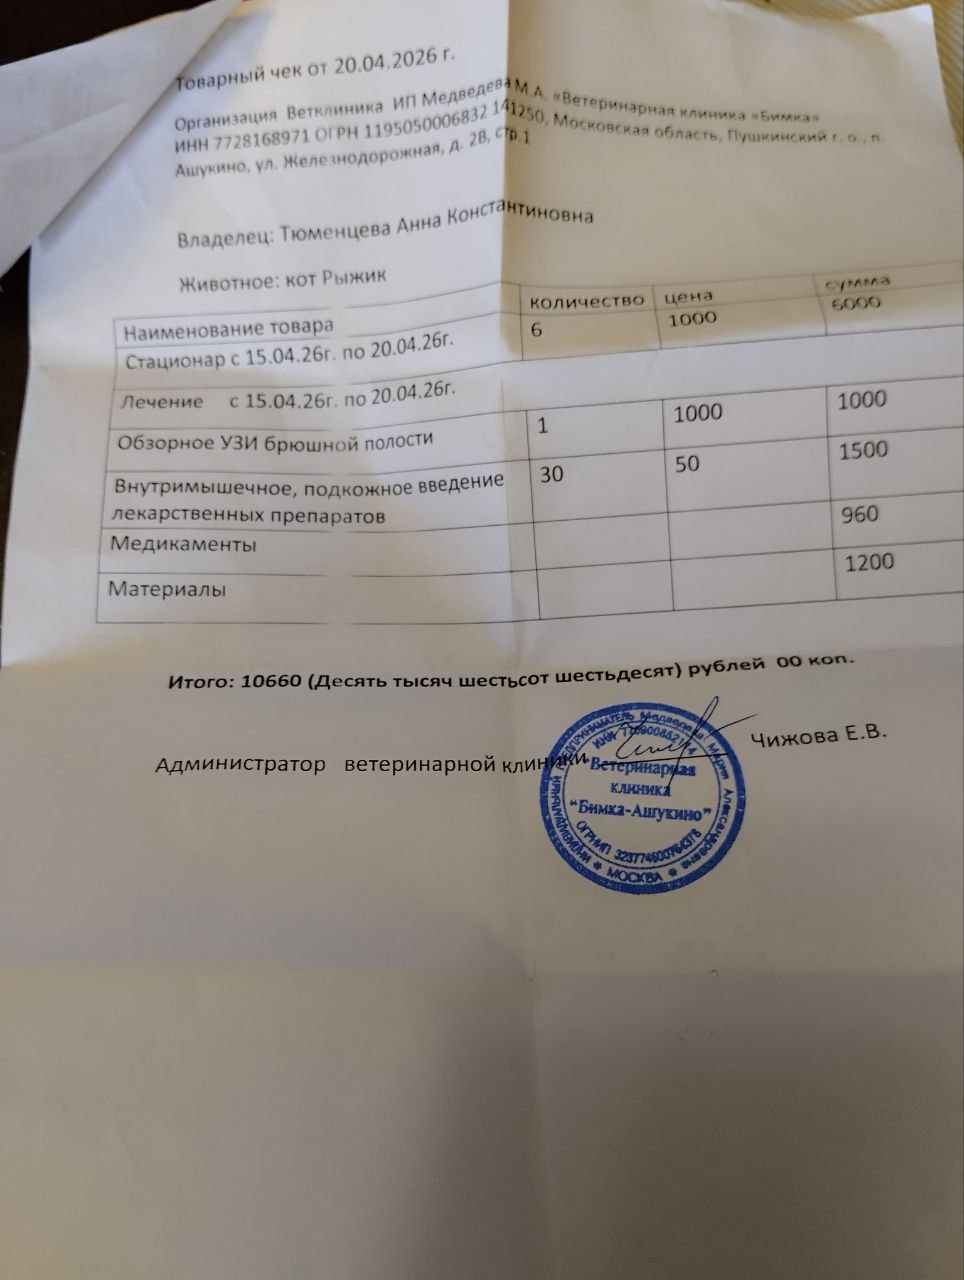 Товарный чек от 20.04.2026 г.
Организация Ветклиника ИП Медведева М.А. «Ветеринарная клиника «Бимка»
ИНН 7728168971 ОГРН 1195050006832 141250, Московская область, Пушкинский г. о., п.
Ашукино, ул. Железнодорожная, д. 2В, стр.1
Владелец: Тюменцева Анна Константиновна
Животное: кот Рыжик
Наименование товара количество цена сумма
Стационар с 15.04.26г. по 20.04.26г. 6 1000 6000
Лечение с 15.04.26г. по 20.04.26г.
Обзорное УЗИ брюшной полости 1 1000 1000
Внутримышечное, подкожное введение 30 50 1500
лекарственных препаратов
Медикаменты 960
Материалы 1200
Итого: 10660 (Десять тысяч шестьсот шестьдесят) рублей 00 коп.
Администратор ветеринарной клиники Чижова Е.В.
Медведева Мария Александровна
ИНН
"Ветеринарная
клиника
"Бимка-Ашукино"
ОГРНИП
* МОСКВА *